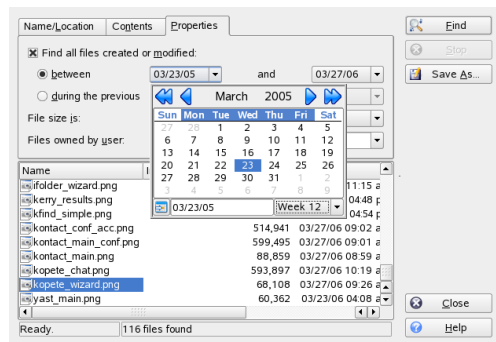 Name/Location Contents Properties
Find all files created or modified:
between 03/23/05 and 03/27/06
during the previous
File size is:
Files owned by user:
March 2005
Sun Mon Tue Wed Thu Fri Sat
27 28 1 2 3 4 5
6 7 8 9 10 11 12
13 14 15 16 17 18 19
20 21 22 23 24 25 26
27 28 29 30 31 1 2
3 4 5 6 7 8 9
03/23/05 Week 12
Name
ifolder_wizard.png 11:15 a
kerry_results.png 04:48 p
kfind_simple.png 04:54 p
kontact_conf_acc.png 514,941 03/27/06 09:02 a
kontact_main_conf.png 599,495 03/27/06 09:01 a
kontact_main.png 88,859 03/27/06 08:59 a
kopete_chat.png 593,897 03/27/06 10:19 a
kopete_wizard.png 68,108 03/27/06 09:26 a
yast_main.png 60,362 03/23/06 04:08 a
Ready. 116 files found
Find
Stop
Save As...
Close
Help